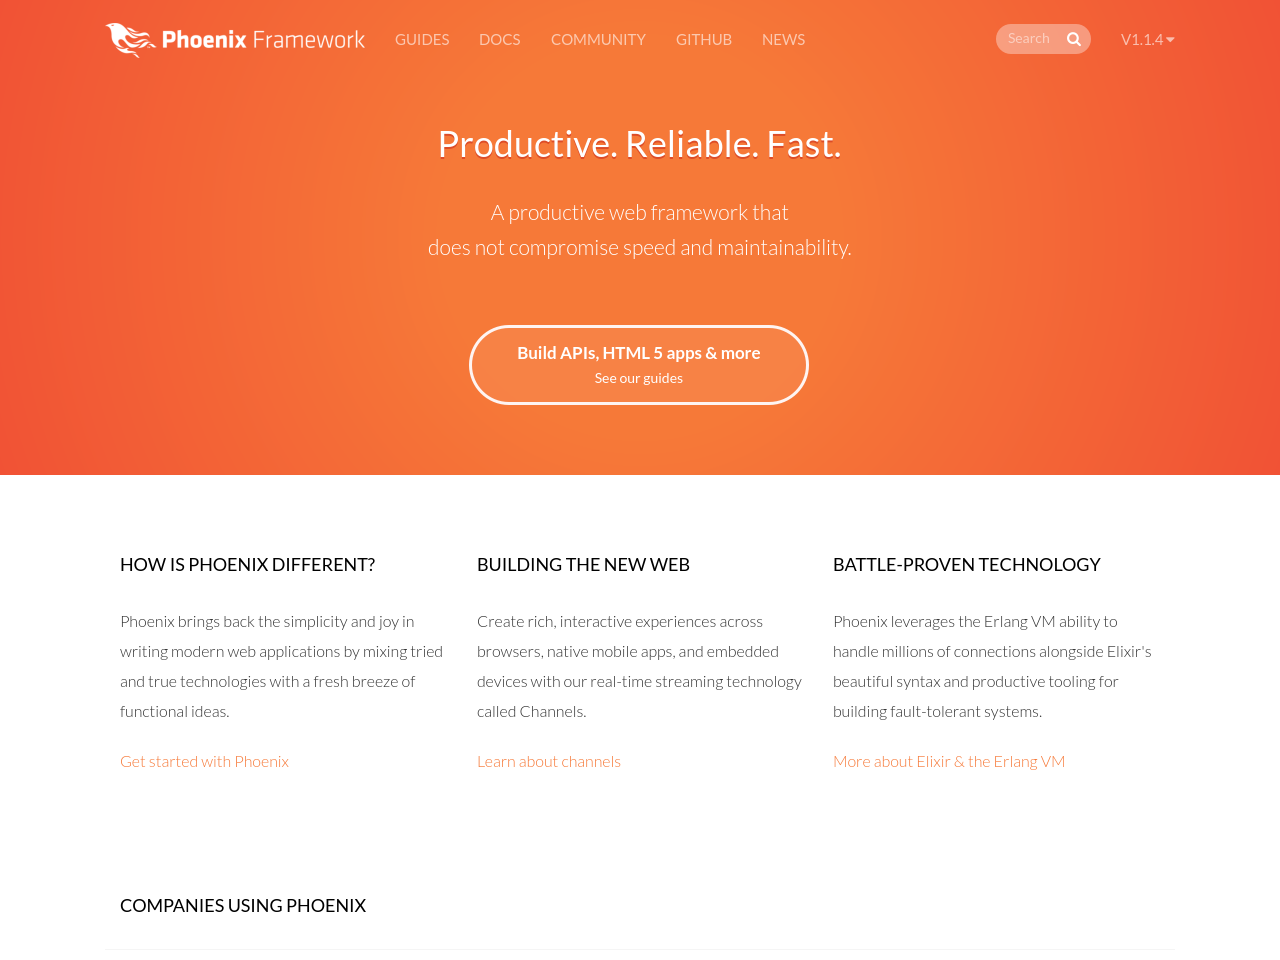 Phoenix Framework
GUIDES
DOCS
COMMUNITY
GITHUB
NEWS
Search
V1.1.4
Productive. Reliable. Fast.
A productive web framework that
does not compromise speed and maintainability.
Build APIs, HTML 5 apps & more
See our guides
HOW IS PHOENIX DIFFERENT?
Phoenix brings back the simplicity and joy in
writing modern web applications by mixing tried
and true technologies with a fresh breeze of
functional ideas.
Get started with Phoenix
BUILDING THE NEW WEB
Create rich, interactive experiences across
browsers, native mobile apps, and embedded
devices with our real-time streaming technology
called Channels.
Learn about channels
BATTLE-PROVEN TECHNOLOGY
Phoenix leverages the Erlang VM ability to
handle millions of connections alongside Elixir's
beautiful syntax and productive tooling for
building fault-tolerant systems.
More about Elixir & the Erlang VM
COMPANIES USING PHOENIX